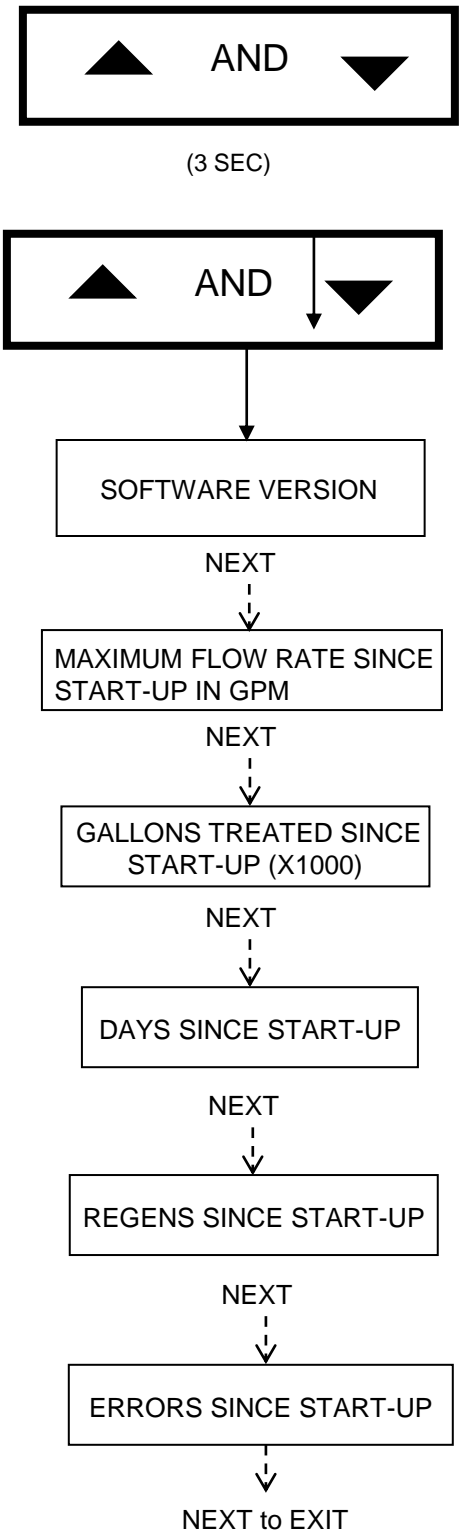 AND
(3 SEC)
AND
SOFTWARE VERSION
NEXT
MAXIMUM FLOW RATE SINCE
START-UP IN GPM
NEXT
GALLONS TREATED SINCE
START-UP (X1000)
NEXT
DAYS SINCE START-UP
NEXT
REGENS SINCE START-UP
NEXT
ERRORS SINCE START-UP
NEXT to EXIT